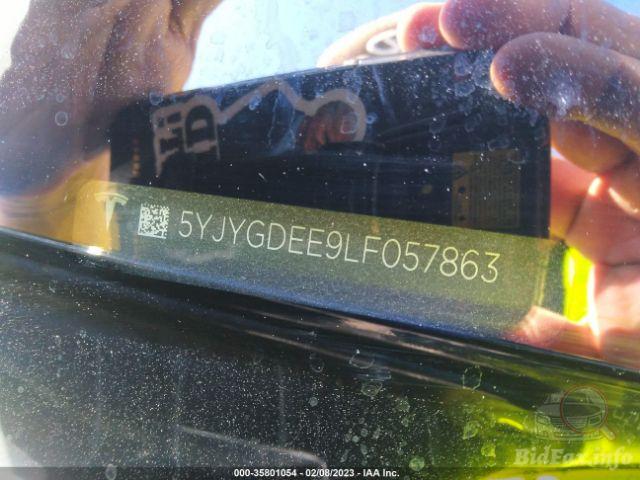 5YJYGDEE9LF057863
BidFax.info
000-35801054 - 02/08/2023 - IAA Inc.